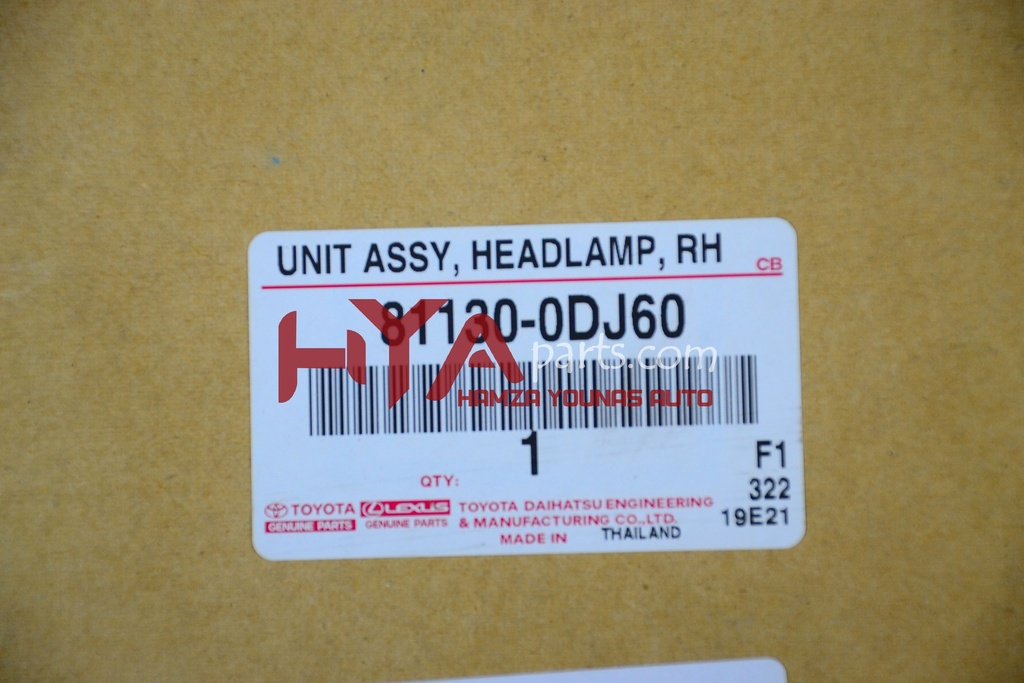 UNIT ASSY, HEADLAMP, RH
CB
81130-0DJ60
HYA parts.com
HAMZA YOUNAS AUTO
1
QTY:
F1
322
19E21
TOYOTA
GENUINE PARTS
LEXUS
GENUINE PARTS
TOYOTA DAIHATSU ENGINEERING
& MANUFACTURING CO.,LTD.
MADE IN THAILAND